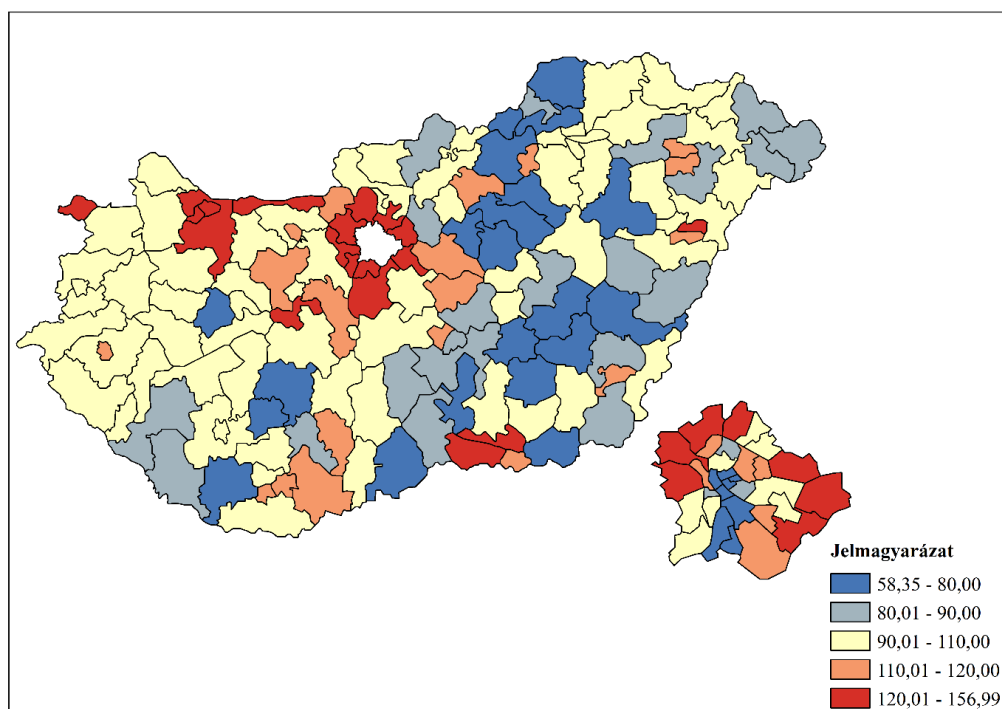 Jelmagyarázat
58,35 - 80,00
80,01 - 90,00
90,01 - 110,00
110,01 - 120,00
120,01 - 156,99